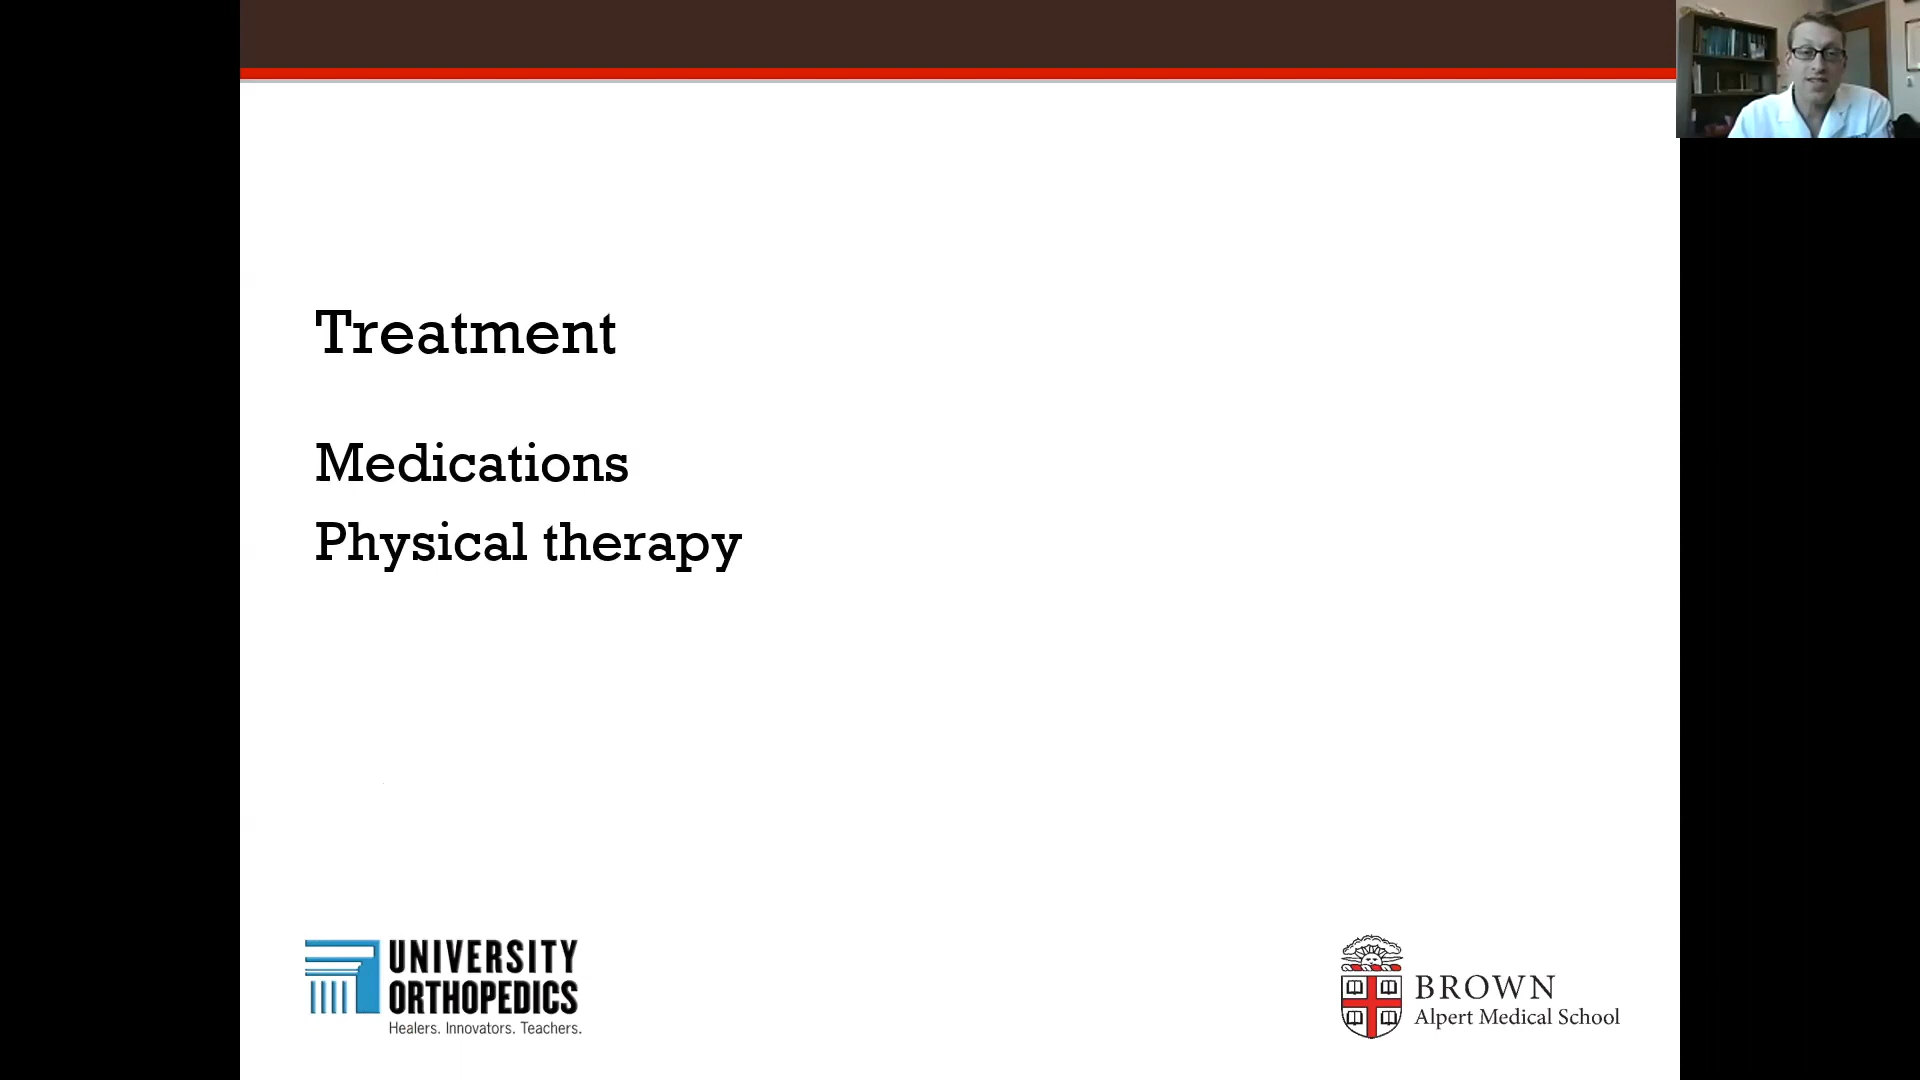 Treatment
Medications
Physical therapy
UNIVERSITY
ORTHOPEDICS
Healers. Innovators. Teachers.
BROWN
Alpert Medical School